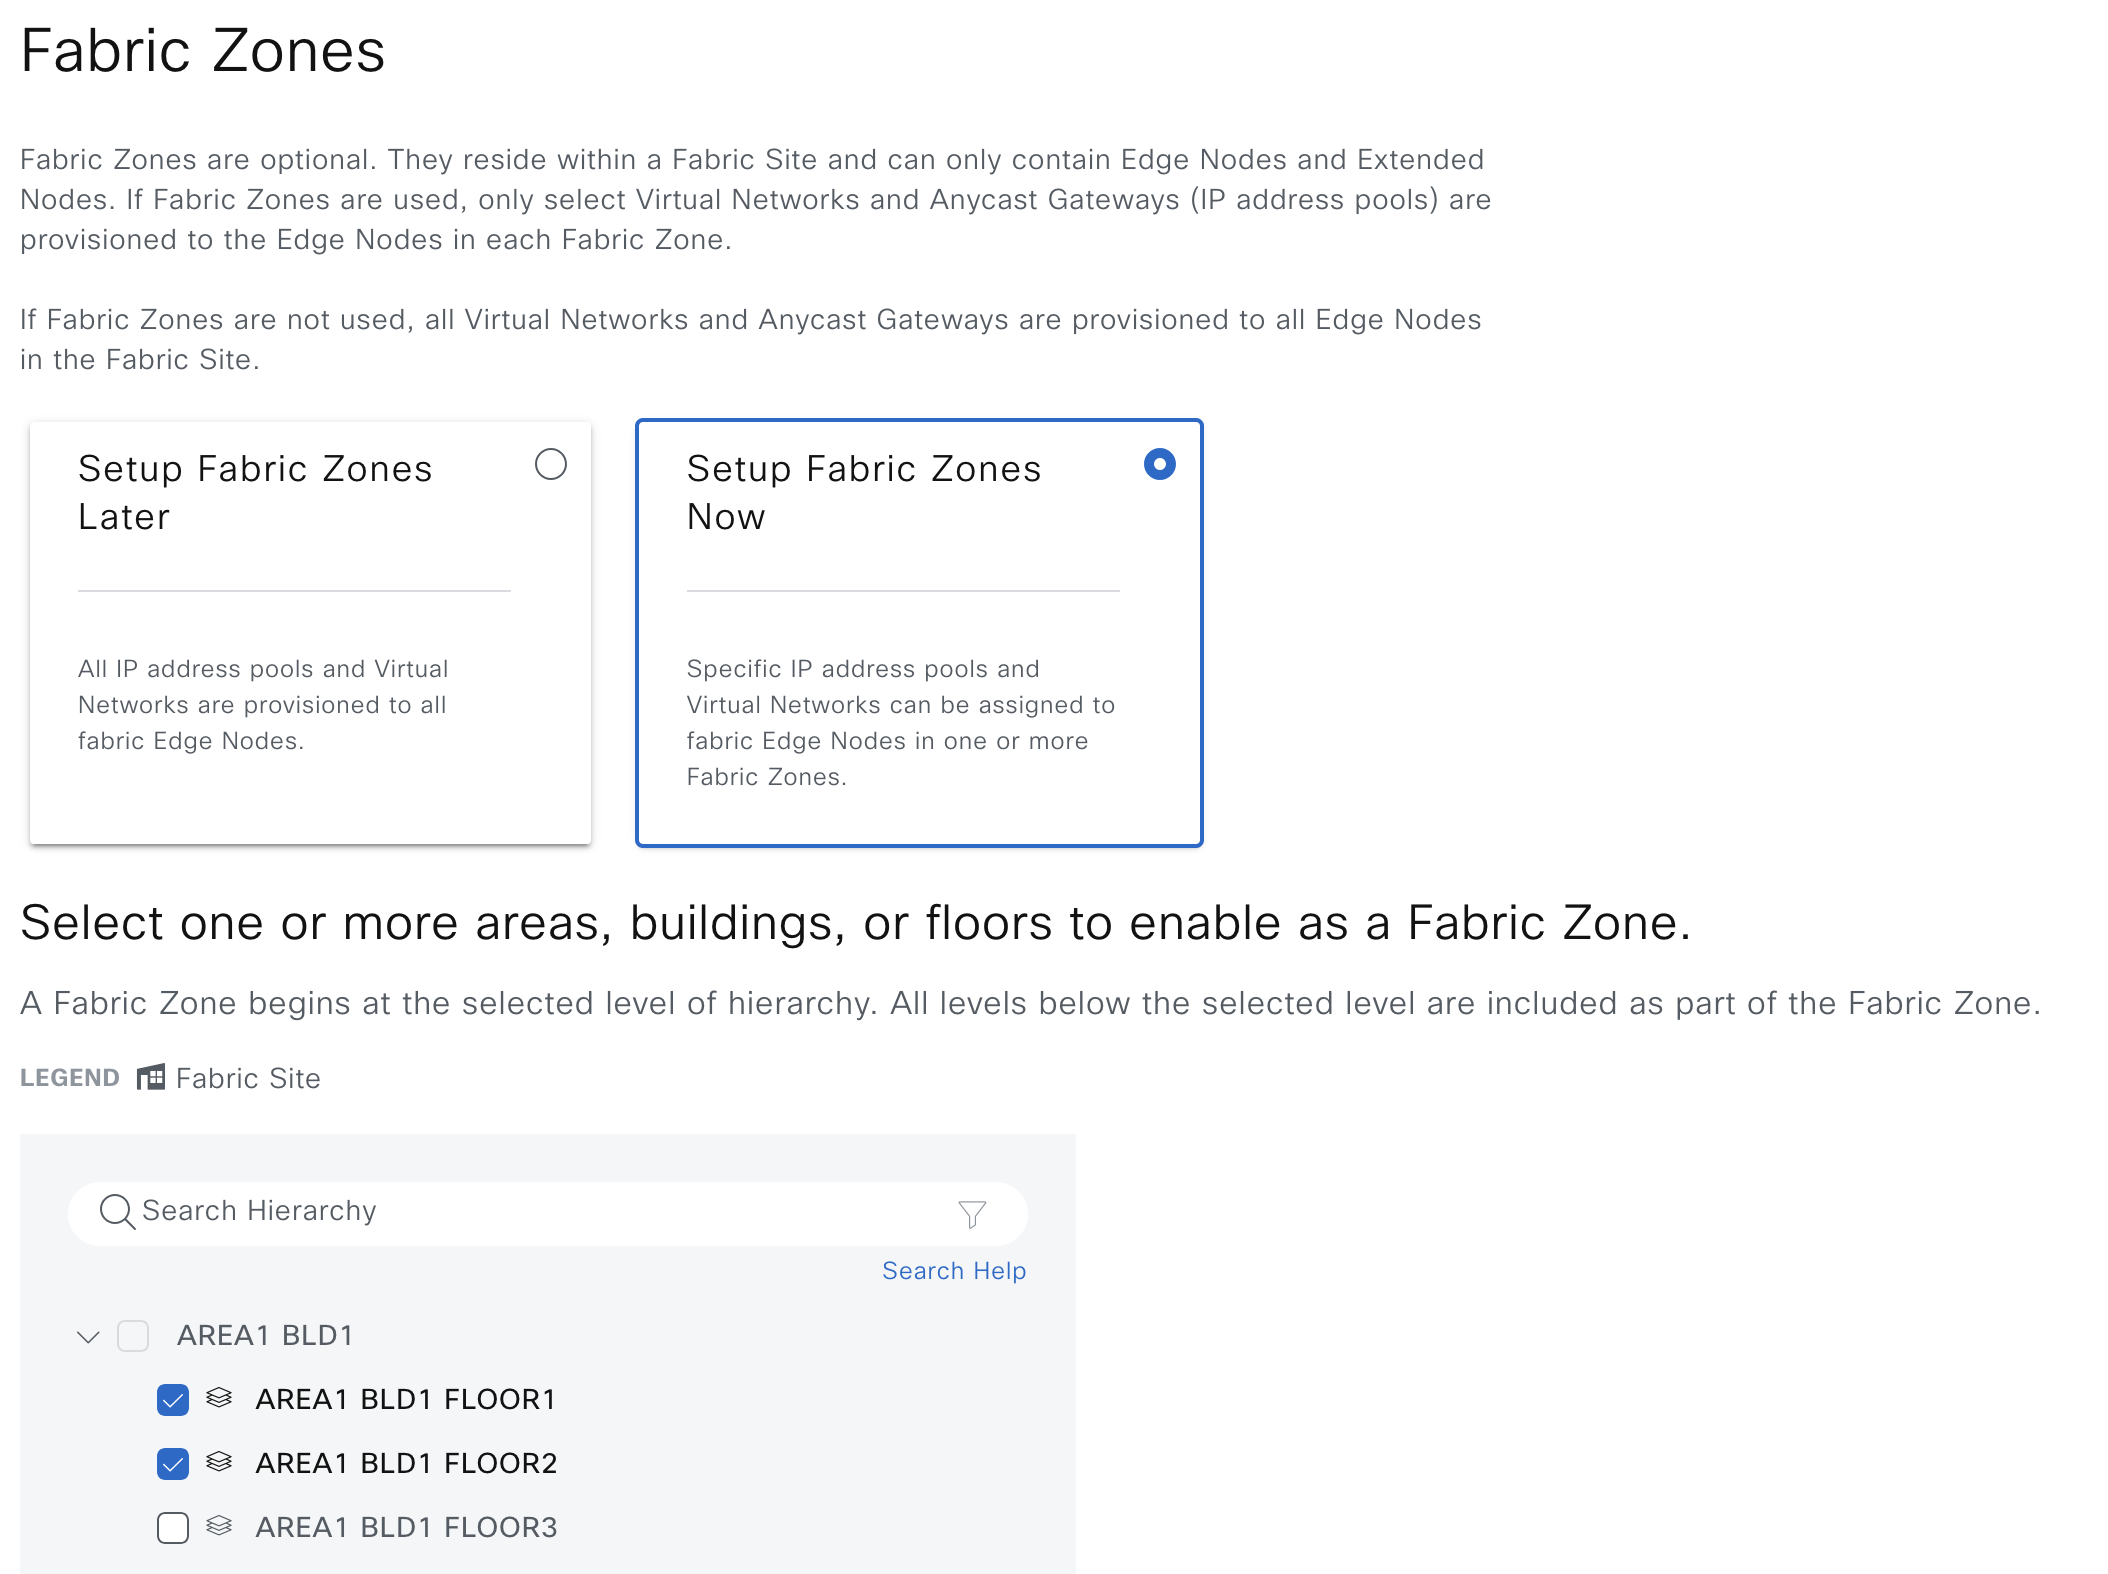 Fabric Zones
Fabric Zones are optional. They reside within a Fabric Site and can only contain Edge Nodes and Extended
Nodes. If Fabric Zones are used, only select Virtual Networks and Anycast Gateways (IP address pools) are
provisioned to the Edge Nodes in each Fabric Zone.
If Fabric Zones are not used, all Virtual Networks and Anycast Gateways are provisioned to all Edge Nodes
in the Fabric Site.
Setup Fabric Zones
Later
All IP address pools and Virtual
Networks are provisioned to all
fabric Edge Nodes.
Setup Fabric Zones
Now
Specific IP address pools and
Virtual Networks can be assigned to
fabric Edge Nodes in one or more
Fabric Zones.
Select one or more areas, buildings, or floors to enable as a Fabric Zone.
A Fabric Zone begins at the selected level of hierarchy. All levels below the selected level are included as part of the Fabric Zone.
LEGEND Fabric Site
Search Hierarchy
Search Help
AREA1 BLD1
AREA1 BLD1 FLOOR1
AREA1 BLD1 FLOOR2
AREA1 BLD1 FLOOR3